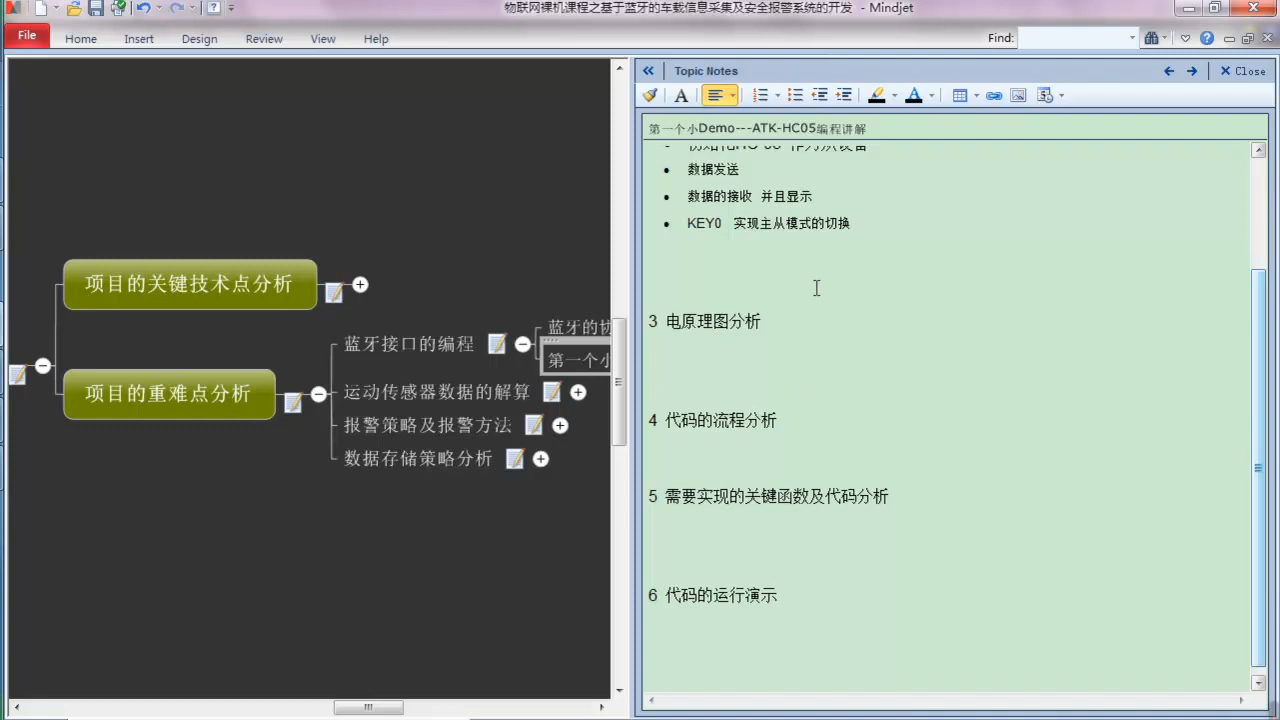 物联网裸机课程之基于蓝牙的车载信息采集及安全报警系统的开发 - Mindjet
File Home Insert Design Review View Help Find:
Topic Notes Close
第一个小Demo---ATK-HC05编程讲解
数据发送
数据的接收 并且显示
KEY0 实现主从模式的切换
3 电原理图分析
4 代码的流程分析
5 需要实现的关键函数及代码分析
6 代码的运行演示
项目的关键技术点分析
项目的重难点分析
蓝牙接口的编程
蓝牙的切
第一个小
运动传感器数据的解算
报警策略及报警方法
数据存储策略分析